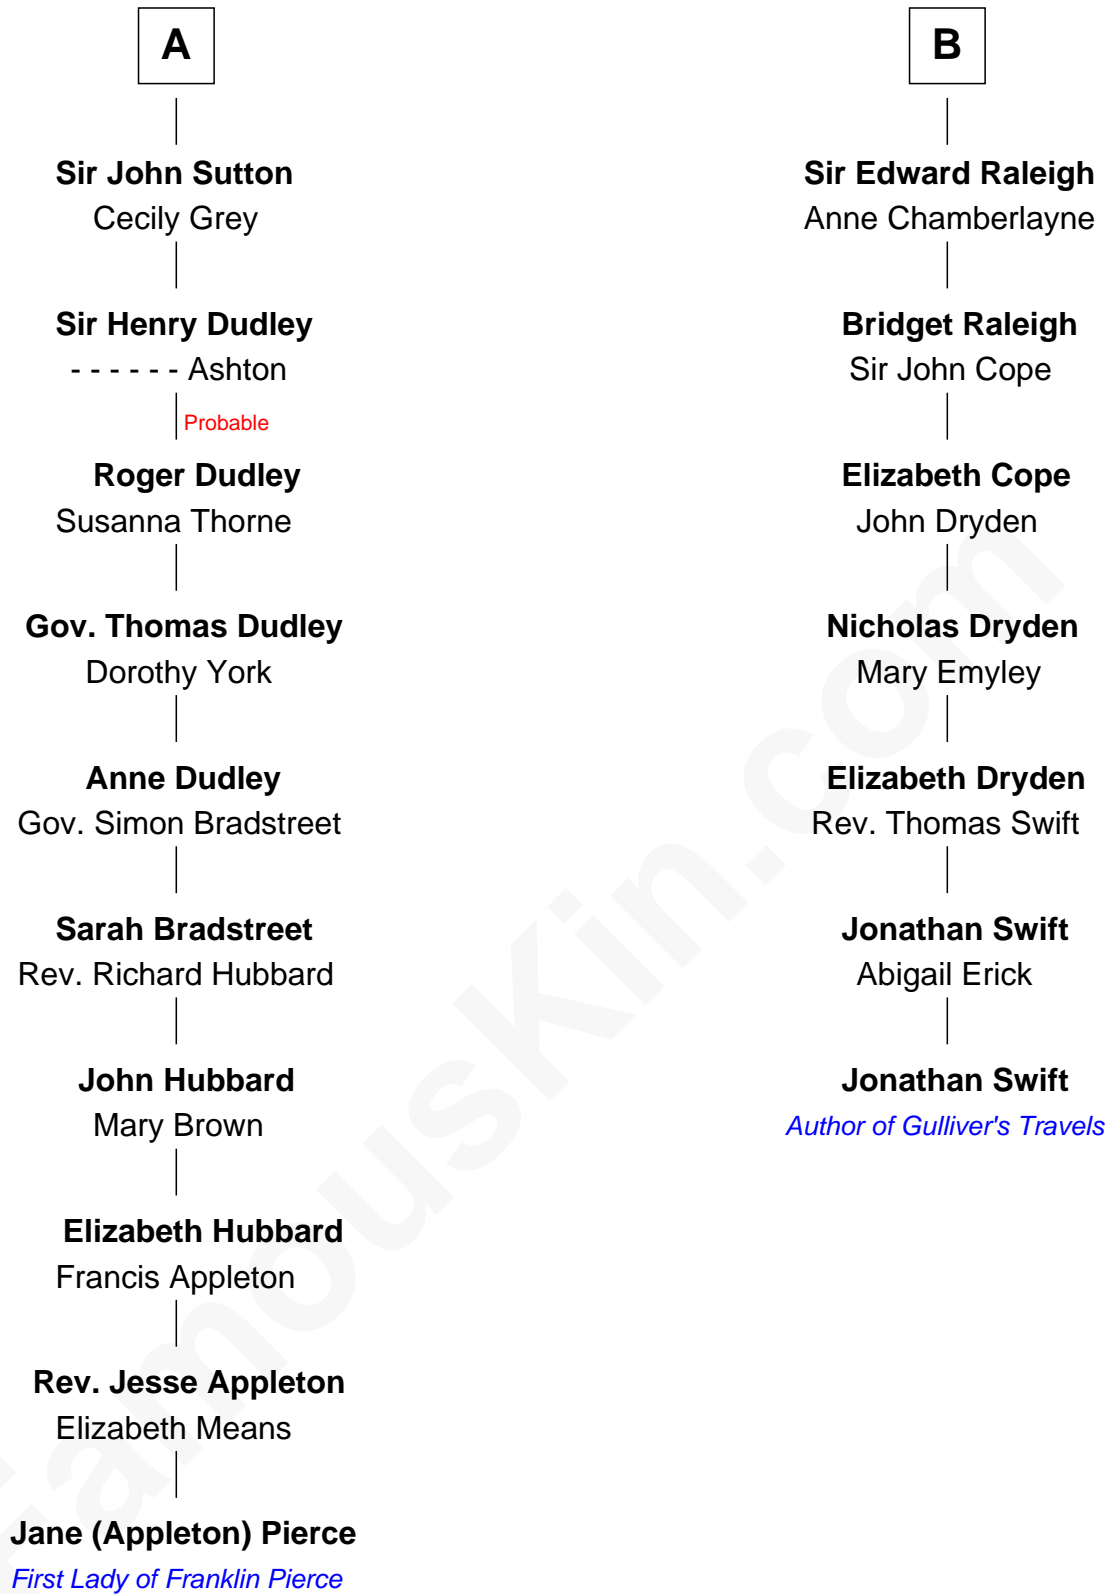 A
Sir John Sutton
Cecily Grey
Sir Henry Dudley
- - - - - - Ashton
Probable
Roger Dudley
Susanna Thorne
Gov. Thomas Dudley
Dorothy York
Anne Dudley
Gov. Simon Bradstreet
Sarah Bradstreet
Rev. Richard Hubbard
John Hubbard
Mary Brown
Elizabeth Hubbard
Francis Appleton
Rev. Jesse Appleton
Elizabeth Means
Jane (Appleton) Pierce
First Lady of Franklin Pierce
B
Sir Edward Raleigh
Anne Chamberlayne
Bridget Raleigh
Sir John Cope
Elizabeth Cope
John Dryden
Nicholas Dryden
Mary Emyley
Elizabeth Dryden
Rev. Thomas Swift
Jonathan Swift
Abigail Erick
Jonathan Swift
Author of Gulliver's Travels
FamousKin.com